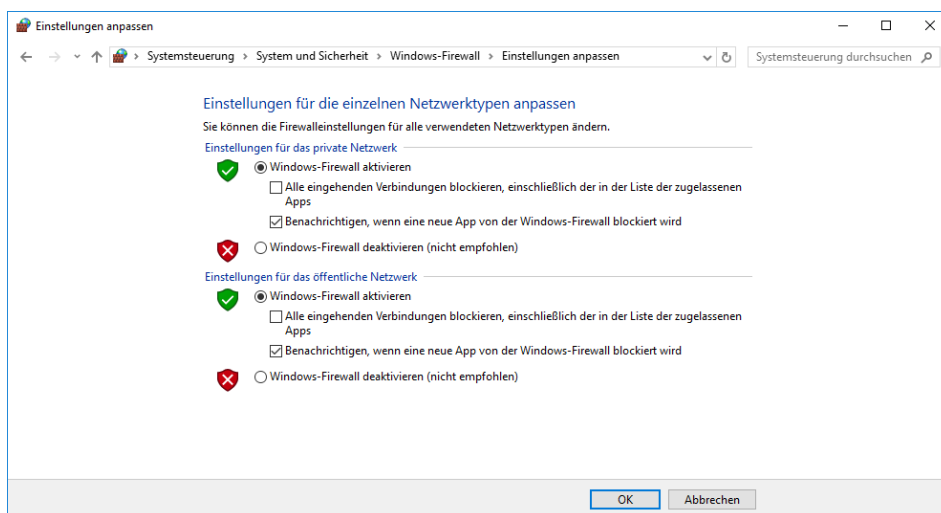 Einstellungen anpassen
Systemsteuerung > System und Sicherheit > Windows-Firewall > Einstellungen anpassen
Systemsteuerung durchsuchen
Einstellungen für die einzelnen Netzwerktypen anpassen
Sie können die Firewalleinstellungen für alle verwendeten Netzwerktypen ändern.
Einstellungen für das private Netzwerk
Windows-Firewall aktivieren
Alle eingehenden Verbindungen blockieren, einschließlich der in der Liste der zugelassenen
Apps
Benachrichtigen, wenn eine neue App von der Windows-Firewall blockiert wird
Windows-Firewall deaktivieren (nicht empfohlen)
Einstellungen für das öffentliche Netzwerk
Windows-Firewall aktivieren
Alle eingehenden Verbindungen blockieren, einschließlich der in der Liste der zugelassenen
Apps
Benachrichtigen, wenn eine neue App von der Windows-Firewall blockiert wird
Windows-Firewall deaktivieren (nicht empfohlen)
OK
Abbrechen